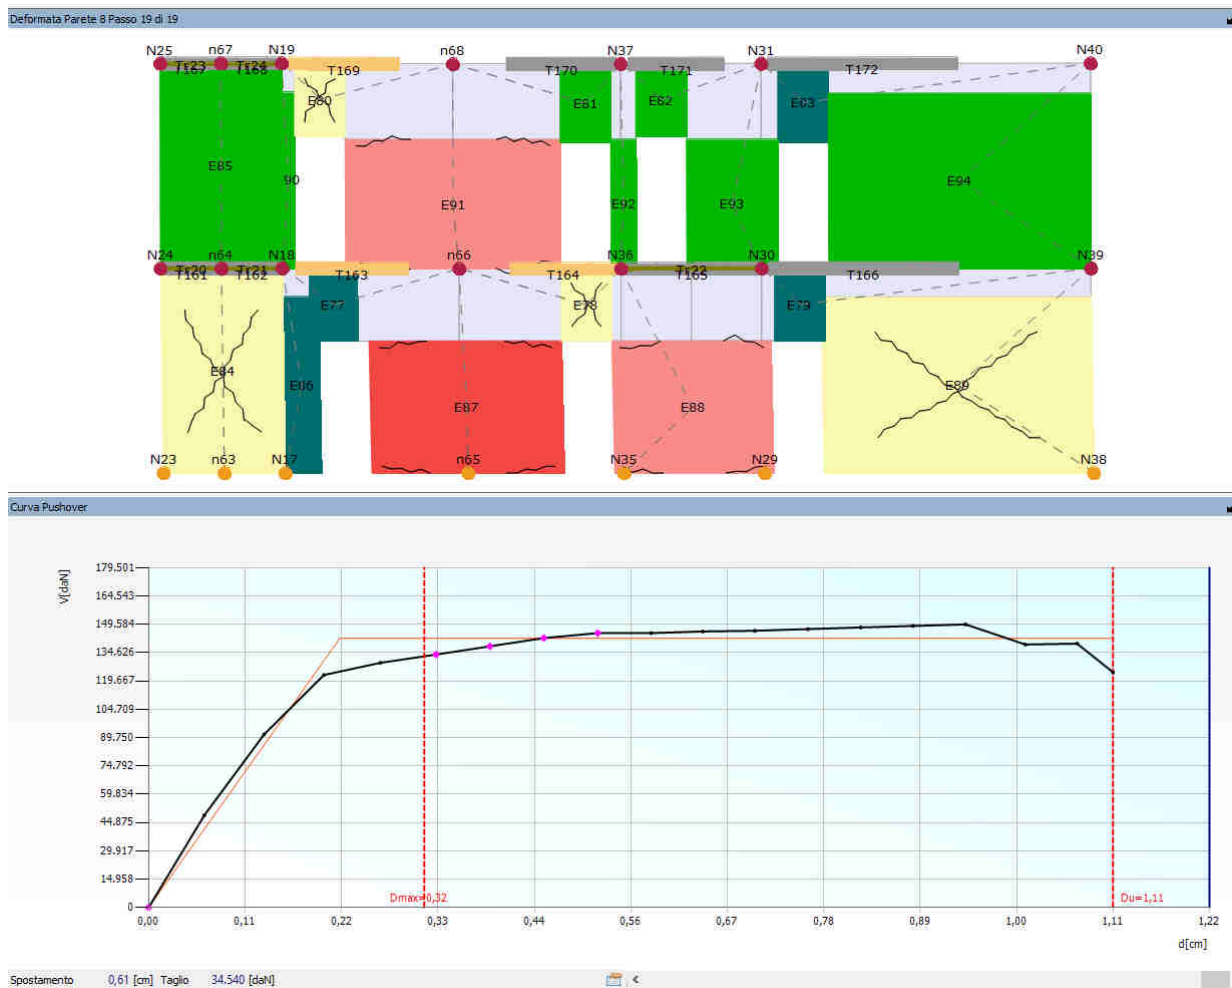 Deformata Parete 8 Passo 19 di 19
N25 n67 N19 n68 N37 N31 N40
Tr23 Tr24
T167 T168 T169 T170 T171 T172
E80 E81 E82 E83
E85 90 E91 E92 E93 E94
N24 n64 N18 n66 N36 N30 N39
Tr20 Tr21 Tr22
T161 T162 T163 T164 T165 T166
E77 E78 E79
E84 E86 E87 E88 E89
N23 n63 N17 n65 N35 N29 N38
Curva Pushover
V[daN]
179.501
164.543
149.584
134.626
119.667
104.709
89.750
74.792
59.834
44.875
29.917
14.958
0
Dmax=0,32 Du=1,11
0,00 0,11 0,22 0,33 0,44 0,56 0,67 0,78 0,89 1,00 1,11 1,22
d[cm]
Spostamento 0,61 [cm] Taglio 34.540 [daN] <